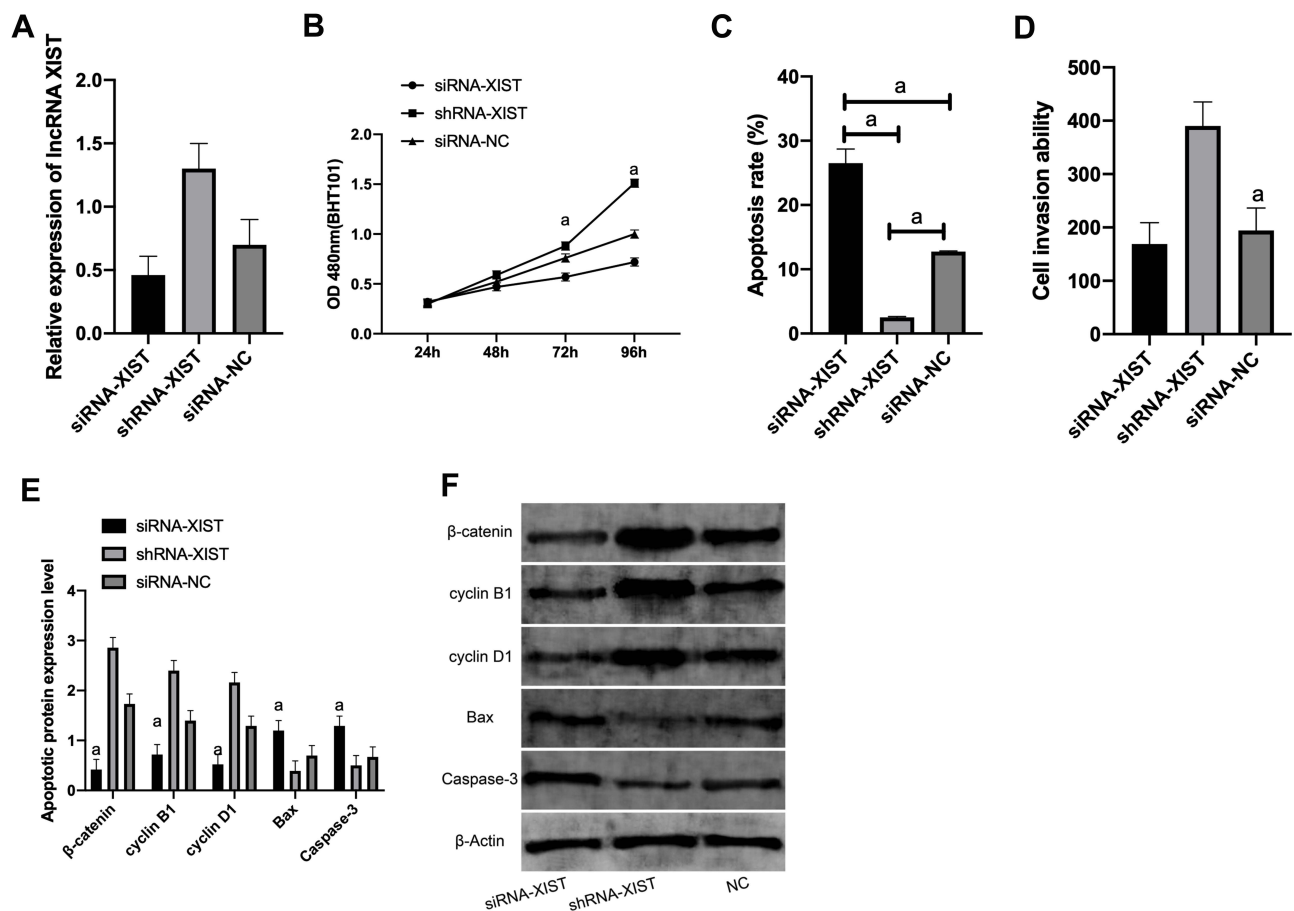 A
Relative expression of lncRNA XIST
2.0
1.5
1.0
0.5
0.0
siRNA-XIST
shRNA-XIST
siRNA-NC
B
siRNA-XIST
shRNA-XIST
siRNA-NC
OD 480nm(BHT101)
2.0
1.5
1.0
0.5
0.0
a
a
24h
48h
72h
96h
C
Apoptosis rate (%)
40
30
20
10
0
a
a
a
siRNA-XIST
shRNA-XIST
siRNA-NC
D
Cell invasion ability
500
400
300
200
100
0
a
siRNA-XIST
shRNA-XIST
siRNA-NC
E
siRNA-XIST
shRNA-XIST
siRNA-NC
Apoptotic protein expression level
4
3
2
1
0
a
a
a
a
a
β-catenin
cyclin B1
cyclin D1
Bax
Caspase-3
F
β-catenin
cyclin B1
cyclin D1
Bax
Caspase-3
β-Actin
siRNA-XIST
shRNA-XIST
NC